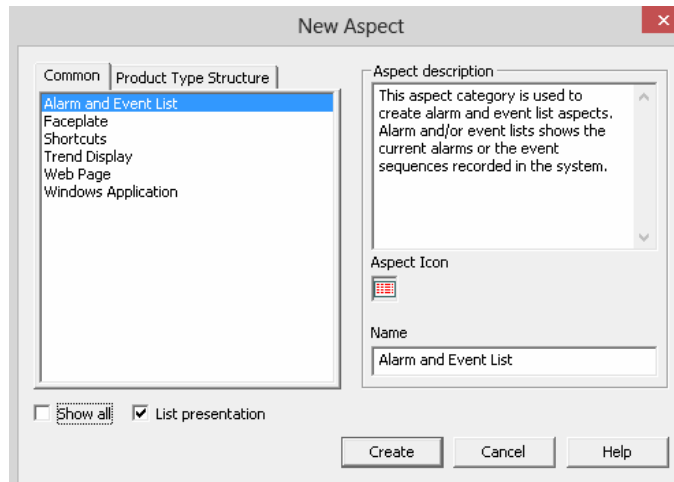 New Aspect
Common
Product Type Structure
Alarm and Event List
Faceplate
Shortcuts
Trend Display
Web Page
Windows Application
Show all
List presentation
Aspect description
This aspect category is used to
create alarm and event list aspects.
Alarm and/or event lists shows the
current alarms or the event
sequences recorded in the system.
Aspect Icon
Name
Alarm and Event List
Create
Cancel
Help